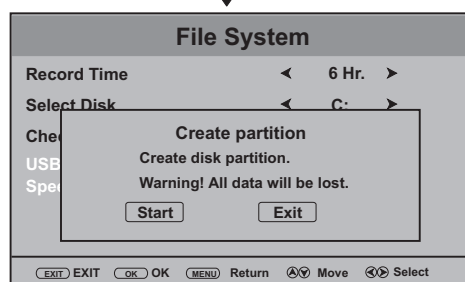 File System
Record Time 6 Hr.
Select Disk C:
Create partition
Create disk partition.
Warning! All data will be lost.
Start Exit
USB
EXIT EXIT OK OK MENU Return Move Select